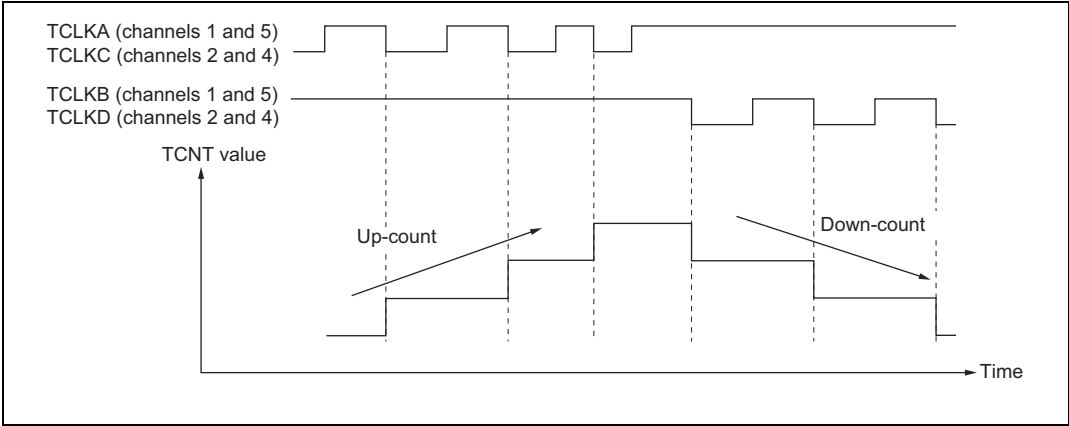 TCLKA (channels 1 and 5)
TCLKC (channels 2 and 4)
TCLKB (channels 1 and 5)
TCLKD (channels 2 and 4)
TCNT value
Up-count
Down-count
Time